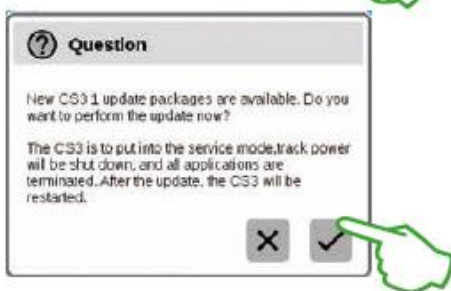 Question
New CS3 1 update packages are available. Do you
want to perform the update now?
The CS3 is to put into the service mode,track power
will be shut down, and all applications are
terminated..After the update, the CS3 will be
restarted.